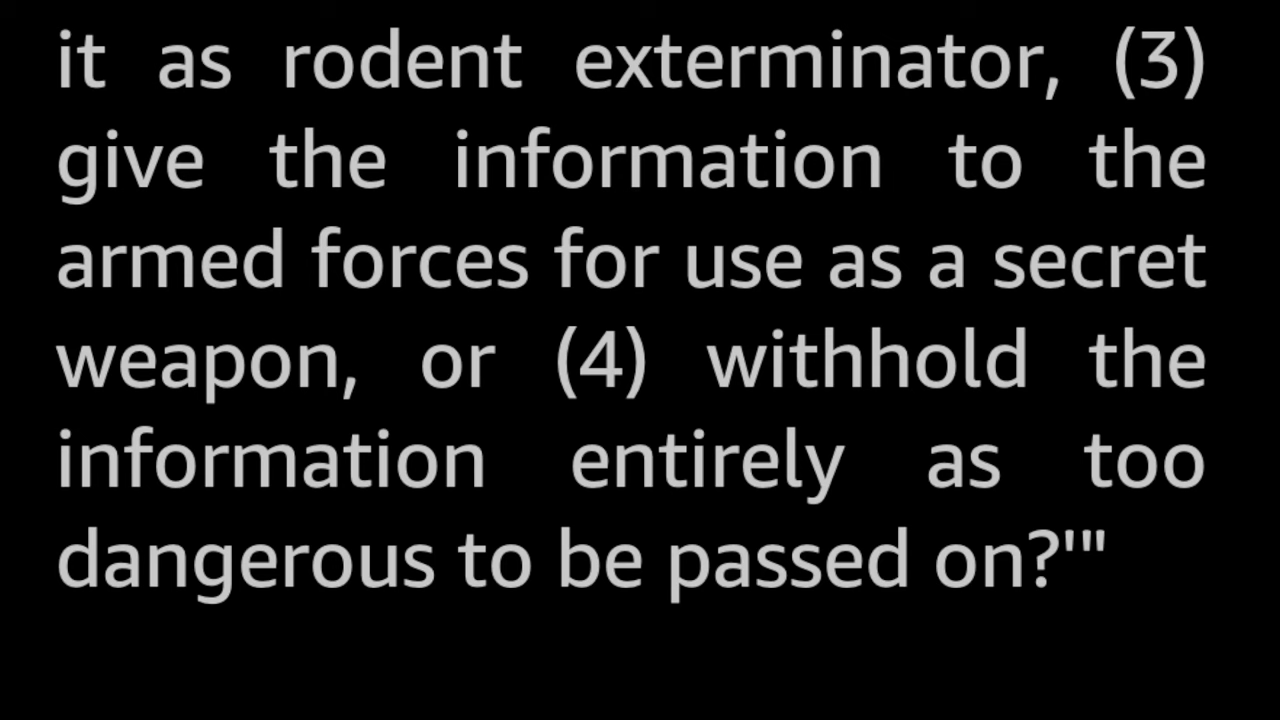 it as rodent exterminator, (3)
give the information to the
armed forces for use as a secret
weapon, or (4) withhold the
information entirely as too
dangerous to be passed on?'"